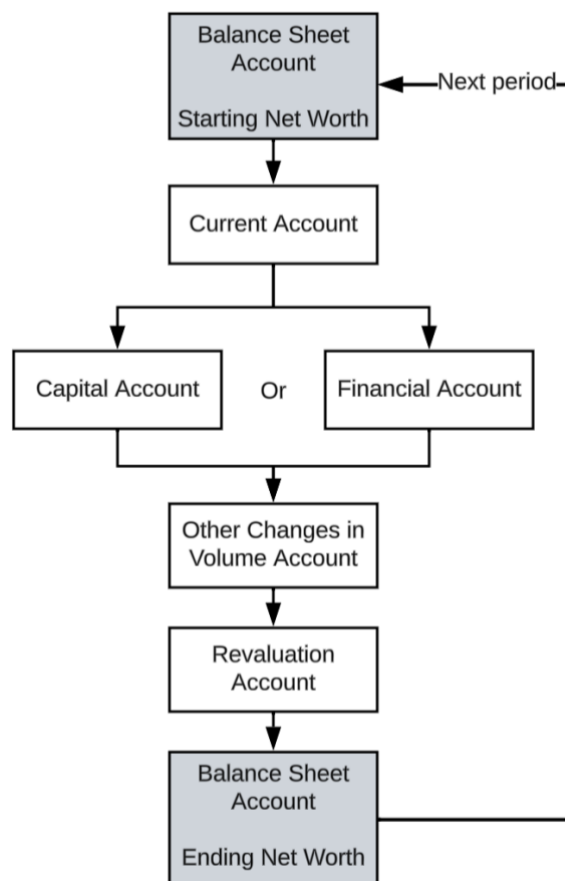 Balance Sheet
Account
Starting Net Worth
Next period
Current Account
Capital Account
Or
Financial Account
Other Changes in
Volume Account
Revaluation
Account
Balance Sheet
Account
Ending Net Worth